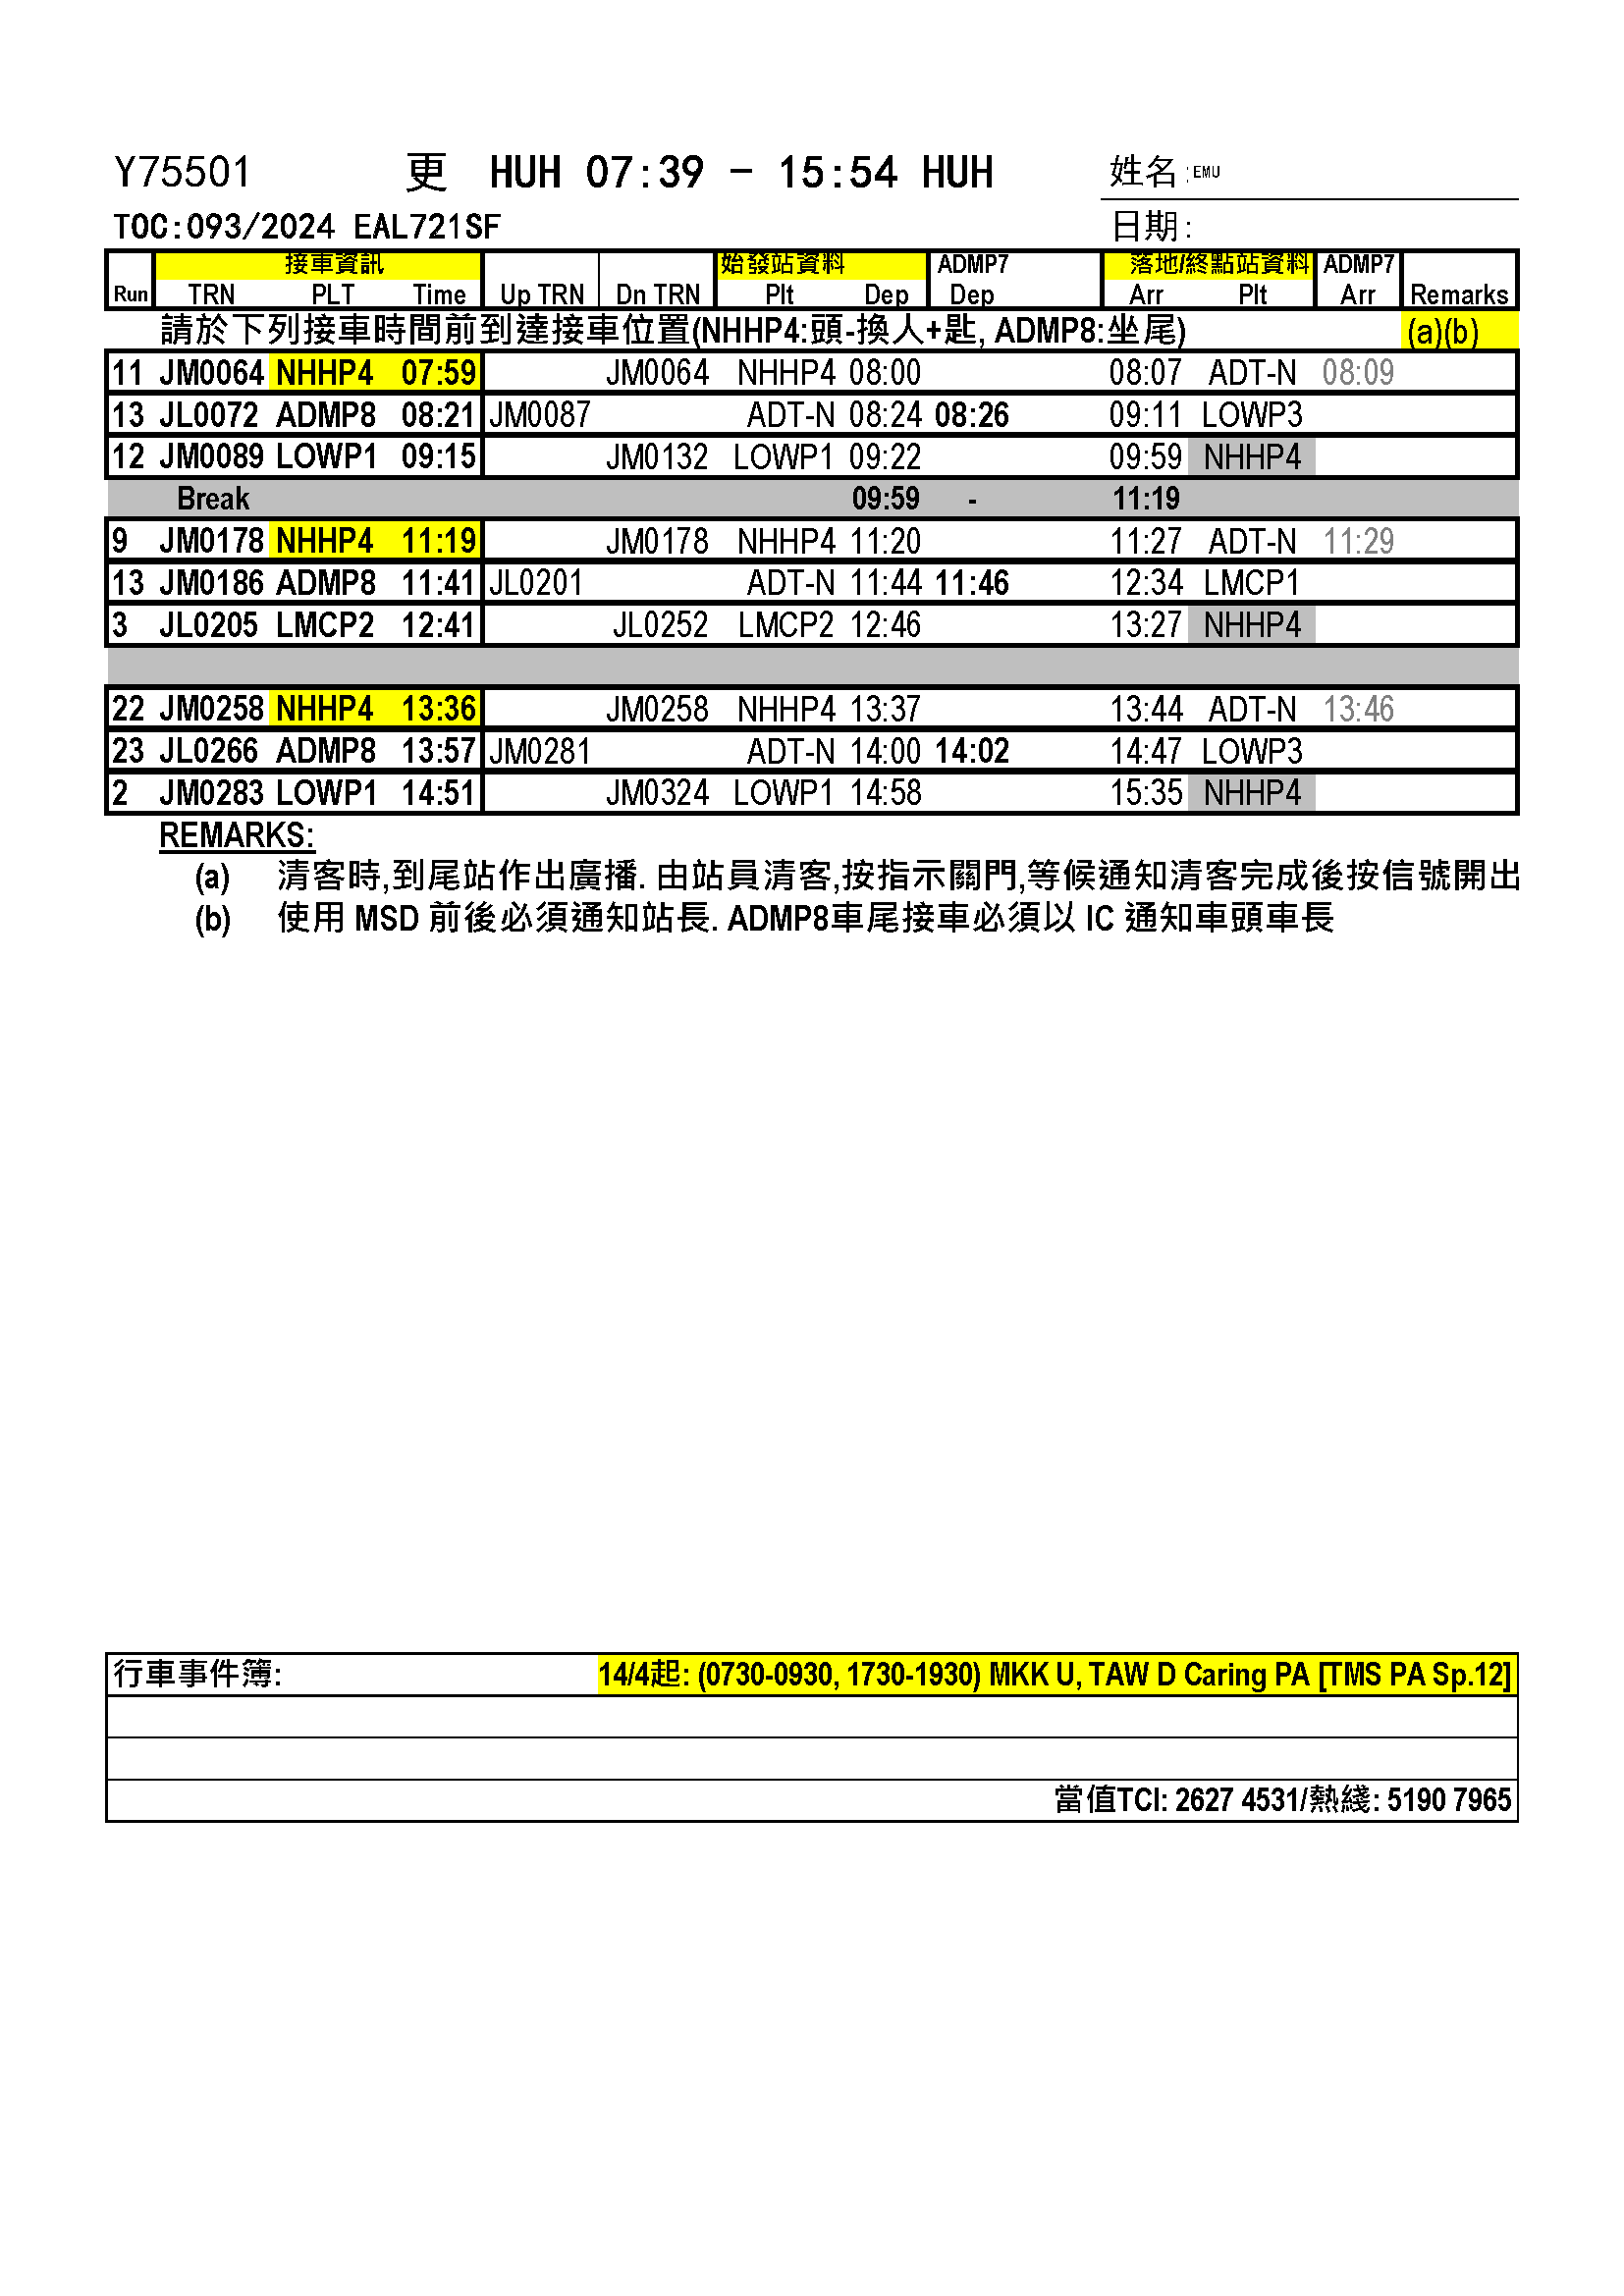 Y75501 更 HUH 07:39 - 15:54 HUH 姓名:EMU
TOC:093/2024 EAL721SF 日期:
接車資訊 始發站資料 ADMP7 落地/終點站資料 ADMP7
Run TRN PLT Time Up TRN Dn TRN Plt Dep Dep Arr Plt Arr Remarks
請於下列接車時間前到達接車位置(NHHP4:頭-換人+匙, ADMP8:坐尾) (a)(b)
11 JM0064 NHHP4 07:59 JM0064 NHHP4 08:00 08:07 ADT-N 08:09
13 JL0072 ADMP8 08:21 JM0087 ADT-N 08:24 08:26 09:11 LOWP3
12 JM0089 LOWP1 09:15 JM0132 LOWP1 09:22 09:59 NHHP4
Break 09:59 - 11:19
9 JM0178 NHHP4 11:19 JM0178 NHHP4 11:20 11:27 ADT-N 11:29
13 JM0186 ADMP8 11:41 JL0201 ADT-N 11:44 11:46 12:34 LMCP1
3 JL0205 LMCP2 12:41 JL0252 LMCP2 12:46 13:27 NHHP4
22 JM0258 NHHP4 13:36 JM0258 NHHP4 13:37 13:44 ADT-N 13:46
23 JL0266 ADMP8 13:57 JM0281 ADT-N 14:00 14:02 14:47 LOWP3
2 JM0283 LOWP1 14:51 JM0324 LOWP1 14:58 15:35 NHHP4
REMARKS:
(a) 清客時,到尾站作出廣播. 由站員清客,按指示關門,等候通知清客完成後按信號開出
(b) 使用 MSD 前後必須通知站長. ADMP8車尾接車必須以 IC 通知車頭車長
行車事件簿: 14/4起: (0730-0930, 1730-1930) MKK U, TAW D Caring PA [TMS PA Sp.12]
當值TCI: 2627 4531/熱綫: 5190 7965